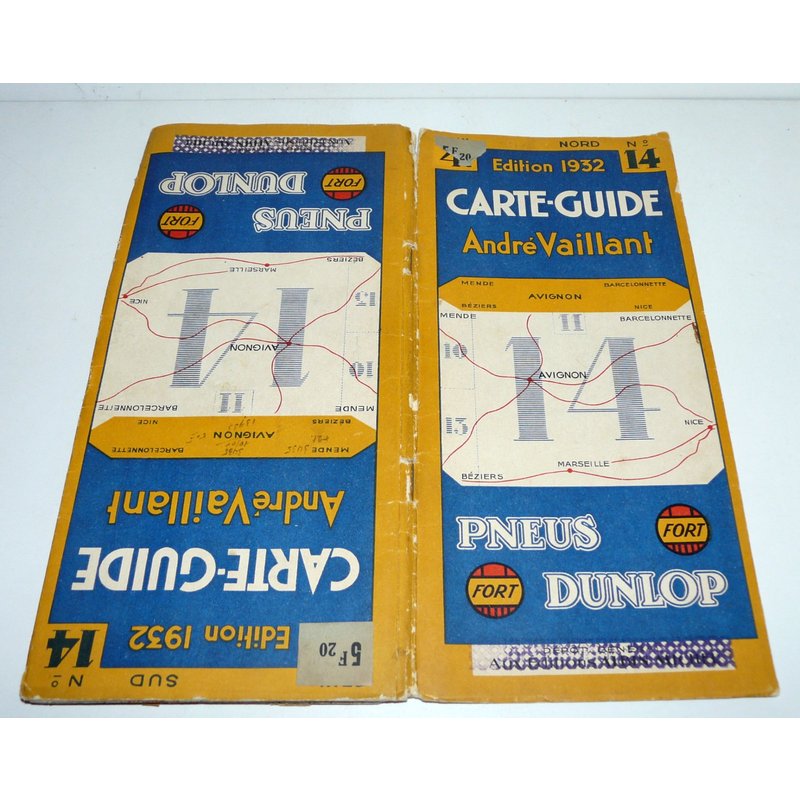 NORD
Nº 14
5F20
Edition 1932
CARTE-GUIDE
André Vaillant
MENDE
AVIGNON
BARCELONNETTE
BÉZIERS
NICE
MENDE
11
BARCELONNETTE
10
14
AVIGNON
13
NICE
BÉZIERS
MARSEILLE
PNEUS
FORT
FORT
DUNLOP
SUD
Nº 14
5F20
Edition 1932
CARTE-GUIDE
André Vaillant
MENDE
AVIGNON
BARCELONNETTE
BÉZIERS
NICE
MENDE
11
BARCELONNETTE
10
14
AVIGNON
NICE
BÉZIERS
MARSEILLE
PNEUS
FORT
FORT
DUNLOP